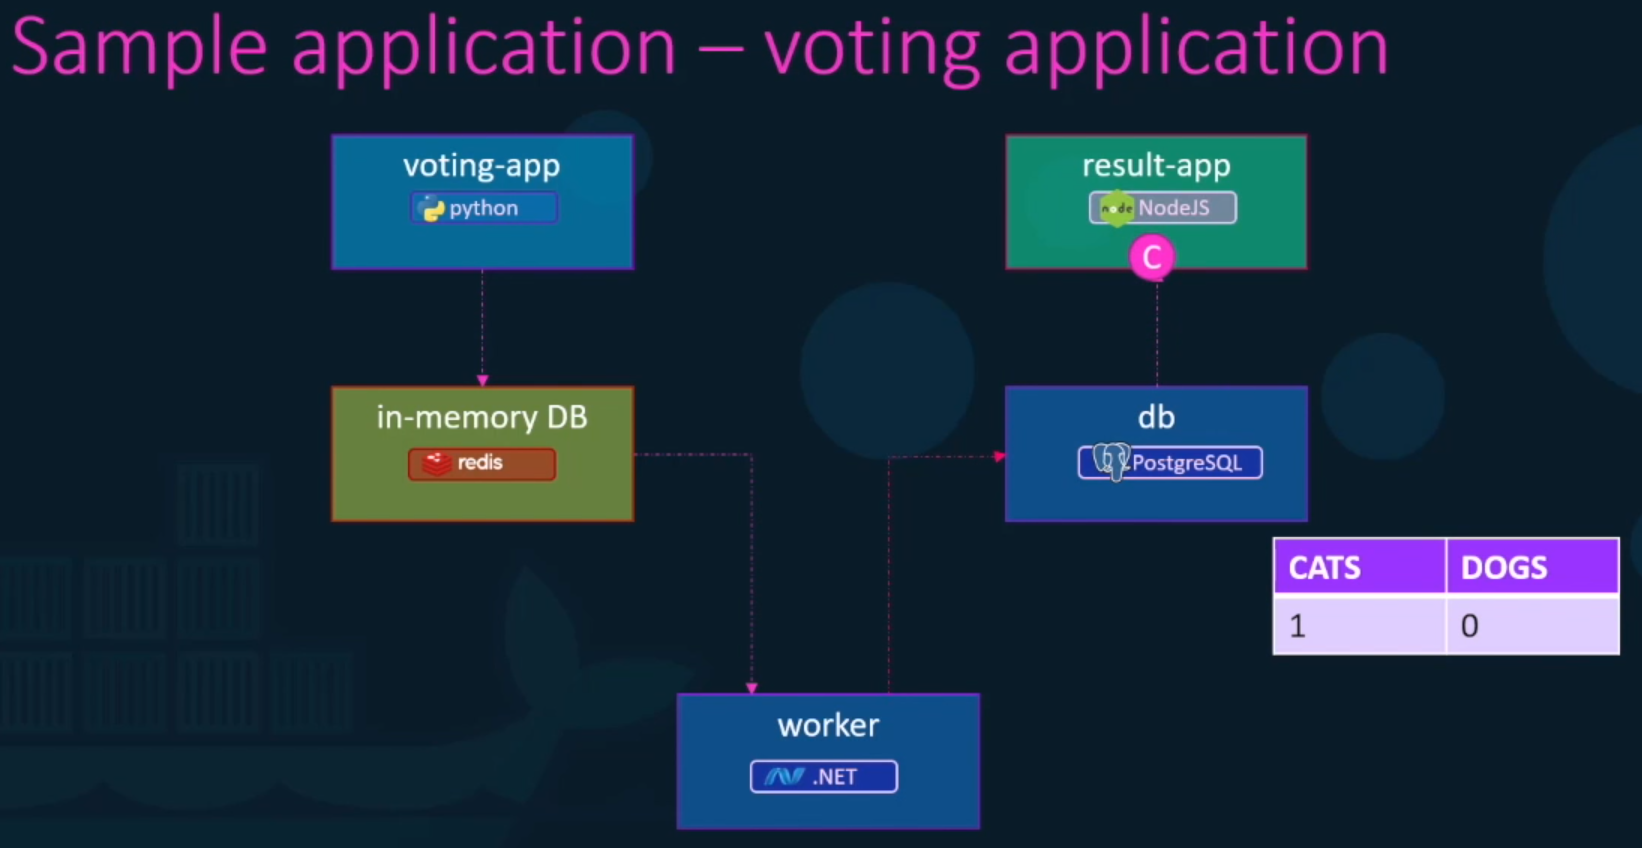 Sample application – voting application
voting-app
python
result-app
node NodeJS
C
in-memory DB
redis
db
PostgreSQL
CATS DOGS
1 0
worker
.NET